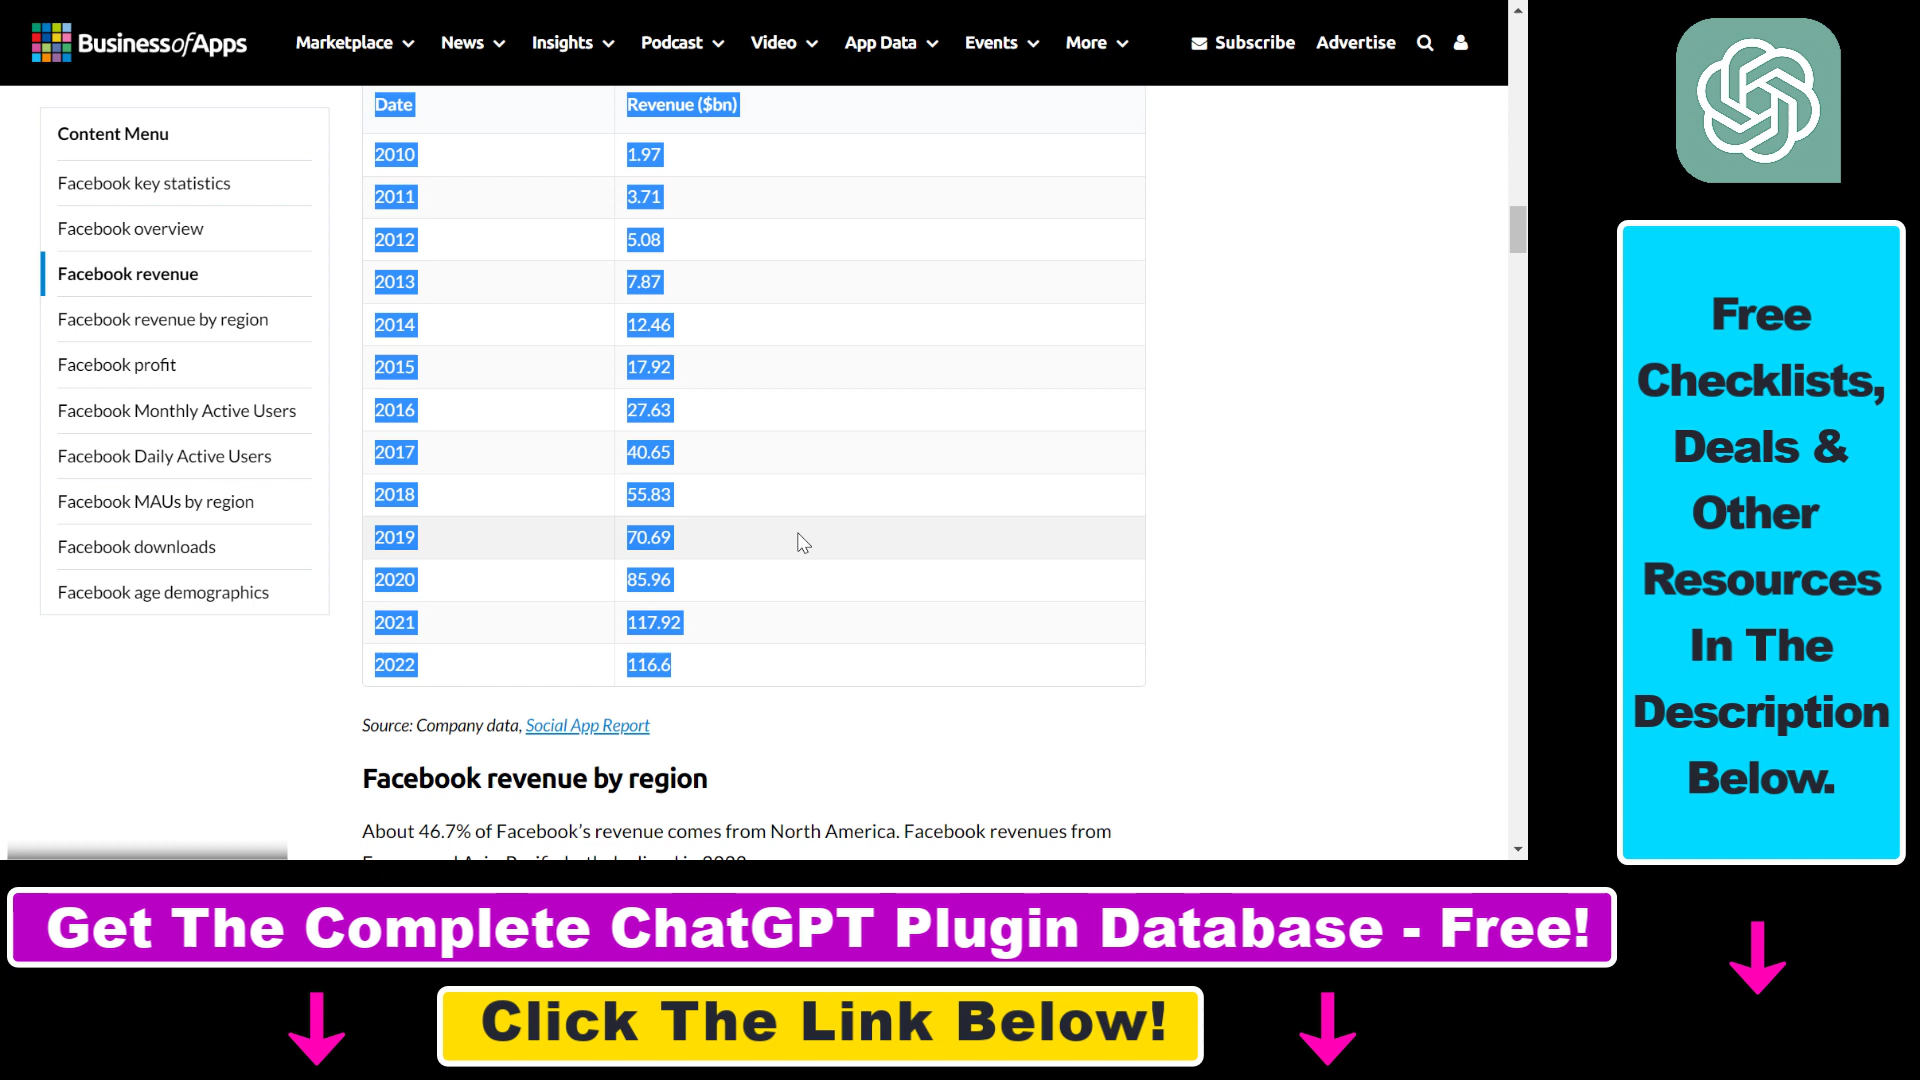 BusinessofApps
Marketplace News Insights Podcast Video App Data Events More Subscribe Advertise
Content Menu
Facebook key statistics
Facebook overview
Facebook revenue
Facebook revenue by region
Facebook profit
Facebook Monthly Active Users
Facebook Daily Active Users
Facebook MAUs by region
Facebook downloads
Facebook age demographics
Date Revenue ($bn)
2010 1.97
2011 3.71
2012 5.08
2013 7.87
2014 12.46
2015 17.92
2016 27.63
2017 40.65
2018 55.83
2019 70.69
2020 85.96
2021 117.92
2022 116.6
Source: Company data, Social App Report
Facebook revenue by region
About 46.7% of Facebook's revenue comes from North America. Facebook revenues from
Free
Checklists,
Deals &
Other
Resources
In The
Description
Below.
Get The Complete ChatGPT Plugin Database - Free!
Click The Link Below!